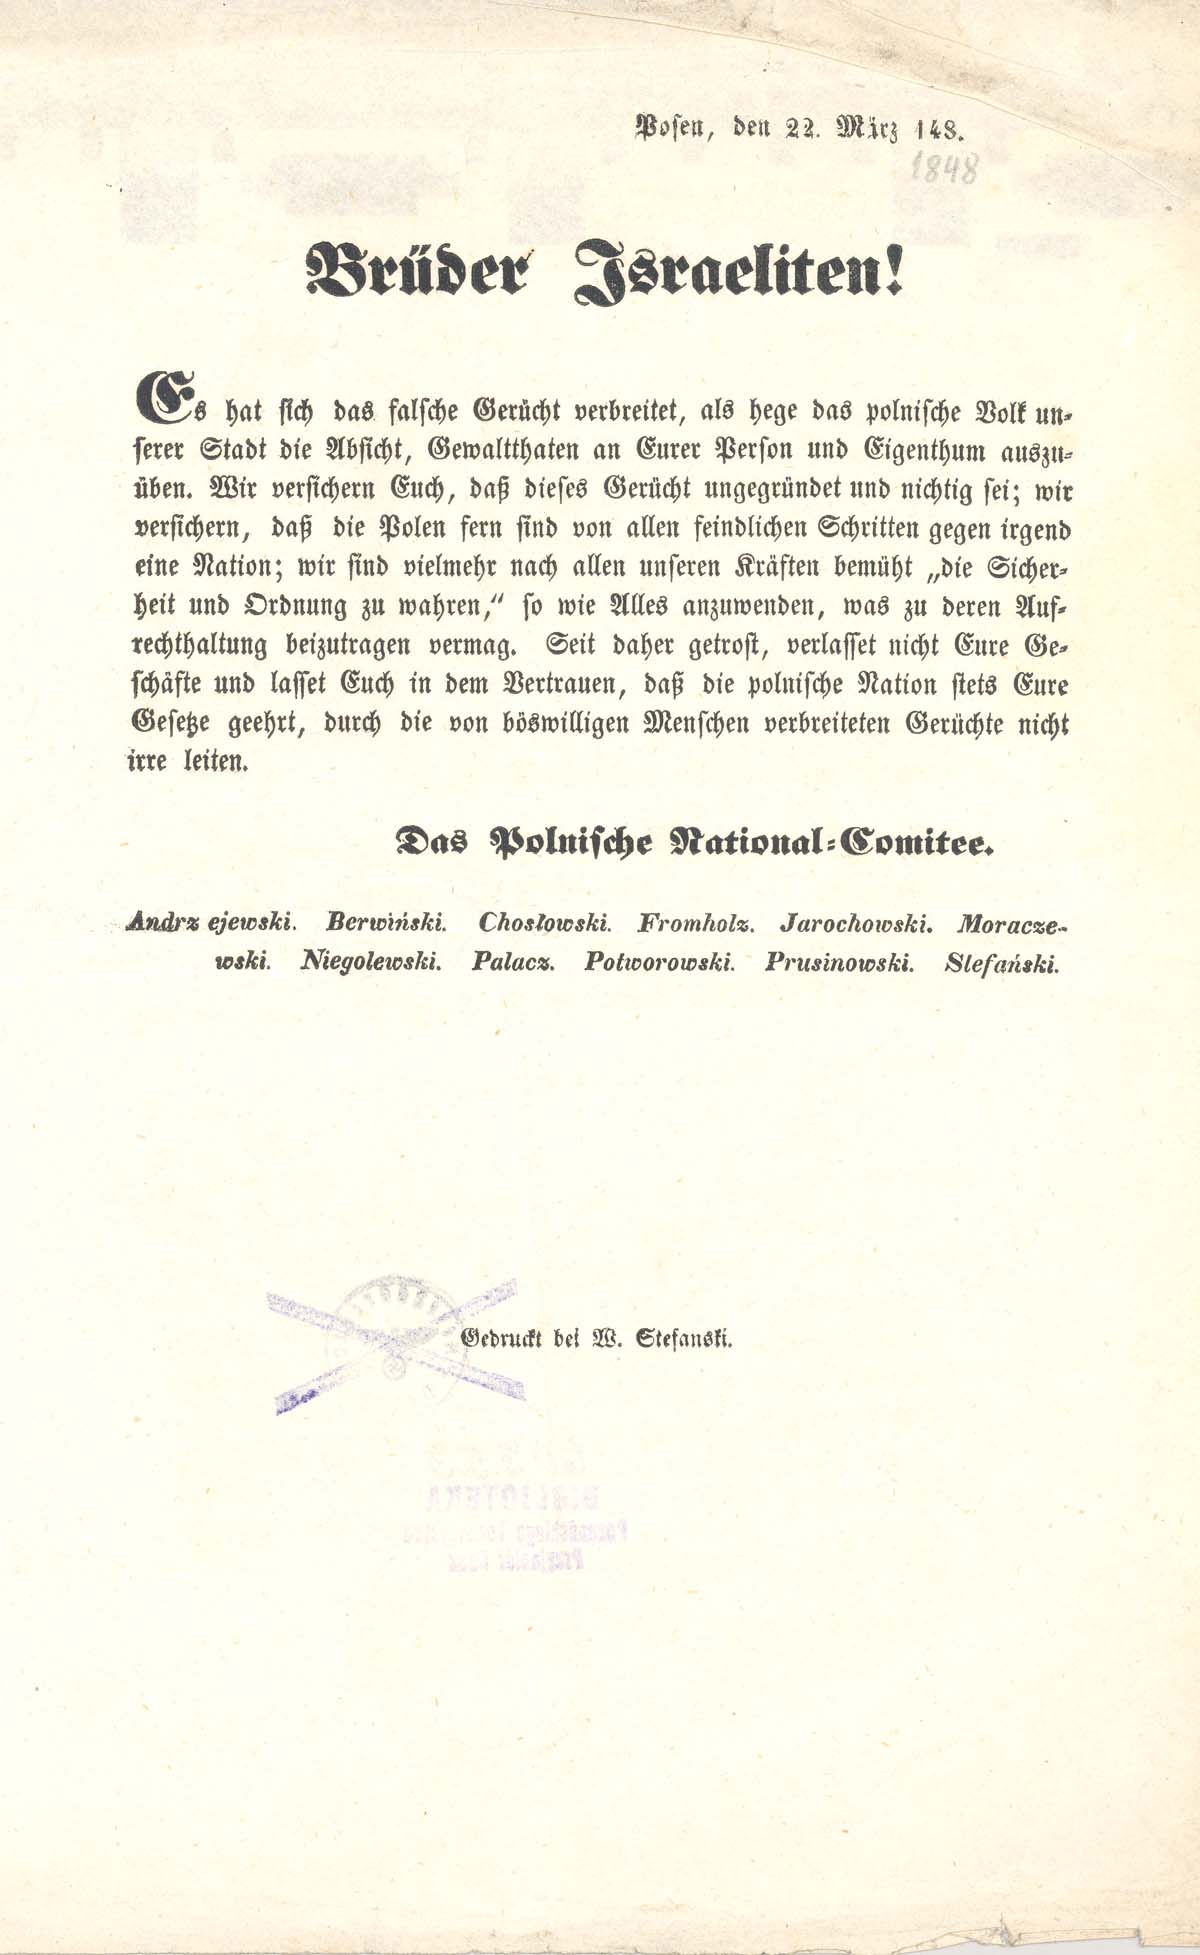 Posen, den 22. März 148.
1848
Brüder Israeliten!
Es hat sich das falsche Gerücht verbreitet, als hege das polnische Volk un-
serer Stadt die Absicht, Gewaltthaten an Eurer Person und Eigenthum auszu-
üben. Wir versichern Euch, daß dieses Gerücht ungegründet und nichtig sei; wir
versichern, daß die Polen fern sind von allen feindlichen Schritten gegen irgend
eine Nation; wir sind vielmehr nach allen unseren Kräften bemüht „die Sicher-
heit und Ordnung zu wahren,“ so wie Alles anzuwenden, was zu deren Auf-
rechthaltung beizutragen vermag. Seit daher getrost, verlasset nicht Eure Ge-
schäfte und lasset Euch in dem Vertrauen, daß die polnische Nation stets Eure
Gesetze geehrt, durch die von böswilligen Menschen verbreiteten Gerüchte nicht
irre leiten.
Das Polnische National-Comitee.
Andrz ejewski. Berwiński. Chosłowski. Fromholz. Jarochowski. Moracze-
wski. Niegolewski. Palacz. Potworowski. Prusinowski. Slefański.
Gedruckt bei W. Stefanski.
BIBLIOTEKA